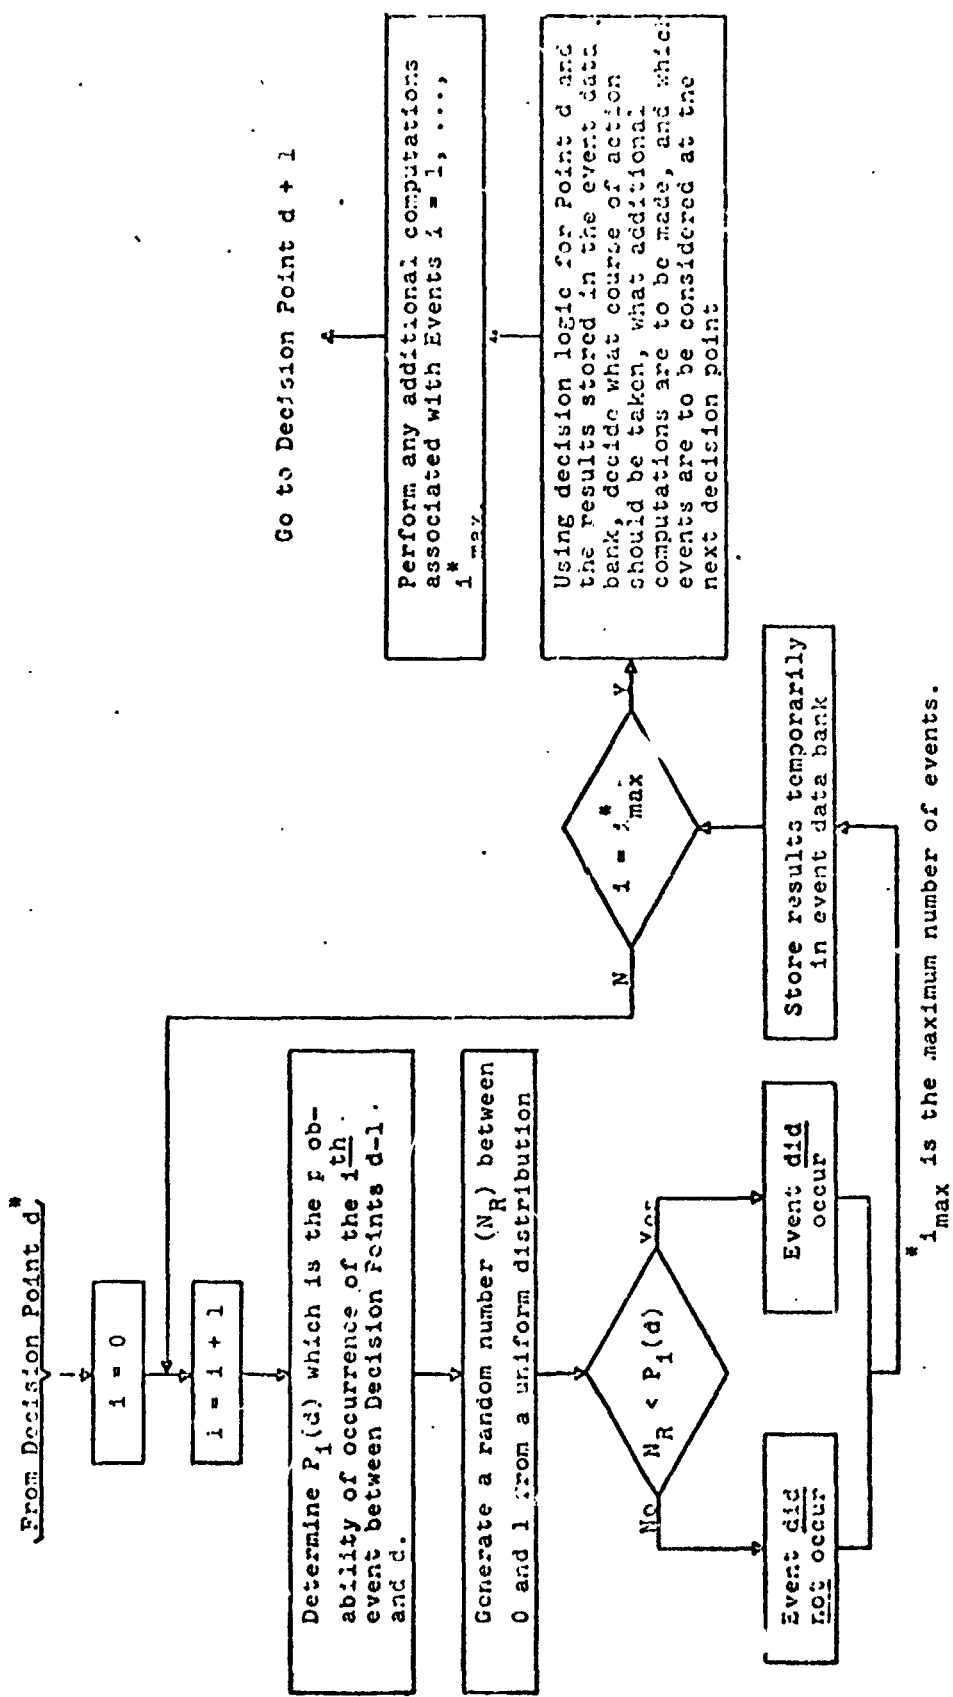 From Decision Point d*
i = 0
i = i + 1
Determine P_i(d) which is the p ob-
ability of occurrence of the i th
event between Decision Points d-1.
and d.
Generate a random number (N_R) between
0 and 1 from a uniform distribution
N_R < P_i(d)
No
Yes
Event did
not occur
Event did
occur
Store results temporarily
in event data bank
i = i*max
N
Y
Using decision logic for Point d and
the results stored in the event data
bank, decide what course of action
should be taken, what additional
computations are to be made, and which
events are to be considered at the
next decision point
Perform any additional computations
associated with Events i = 1, ...,
i*max.
Go to Decision Point d + 1
*i_max is the maximum number of events.